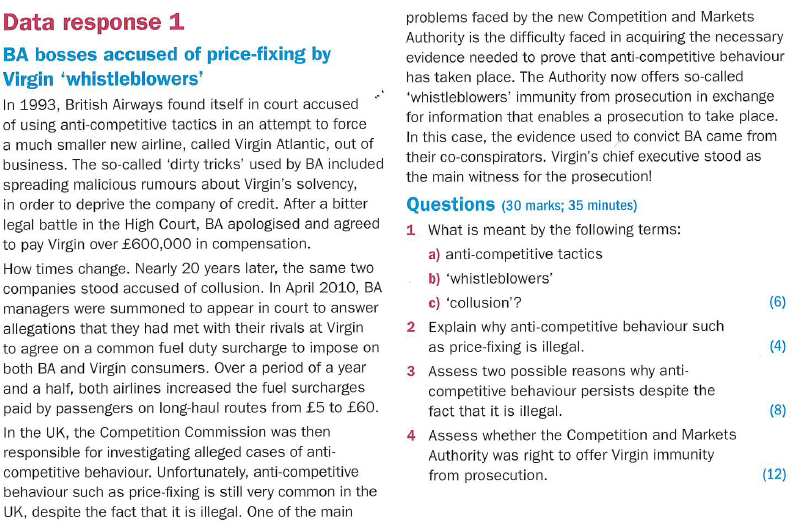 Data response 1
BA bosses accused of price-fixing by
Virgin ‘whistleblowers’
In 1993, British Airways found itself in court accused
of using anti-competitive tactics in an attempt to force
a much smaller new airline, called Virgin Atlantic, out of
business. The so-called ‘dirty tricks’ used by BA included
spreading malicious rumours about Virgin’s solvency,
in order to deprive the company of credit. After a bitter
legal battle in the High Court, BA apologised and agreed
to pay Virgin over £600,000 in compensation.
How times change. Nearly 20 years later, the same two
companies stood accused of collusion. In April 2010, BA
managers were summoned to appear in court to answer
allegations that they had met with their rivals at Virgin
to agree on a common fuel duty surcharge to impose on
both BA and Virgin consumers. Over a period of a year
and a half, both airlines increased the fuel surcharges
paid by passengers on long-haul routes from £5 to £60.
In the UK, the Competition Commission was then
responsible for investigating alleged cases of anti-
competitive behaviour. Unfortunately, anti-competitive
behaviour such as price-fixing is still very common in the
UK, despite the fact that it is illegal. One of the main
problems faced by the new Competition and Markets
Authority is the difficulty faced in acquiring the necessary
evidence needed to prove that anti-competitive behaviour
has taken place. The Authority now offers so-called
‘whistleblowers’ immunity from prosecution in exchange
for information that enables a prosecution to take place.
In this case, the evidence used to convict BA came from
their co-conspirators. Virgin’s chief executive stood as
the main witness for the prosecution!
Questions (30 marks; 35 minutes)
1 What is meant by the following terms:
a) anti-competitive tactics
b) ‘whistleblowers’
c) ‘collusion’? (6)
2 Explain why anti-competitive behaviour such
as price-fixing is illegal. (4)
3 Assess two possible reasons why anti-
competitive behaviour persists despite the
fact that it is illegal. (8)
4 Assess whether the Competition and Markets
Authority was right to offer Virgin immunity
from prosecution. (12)